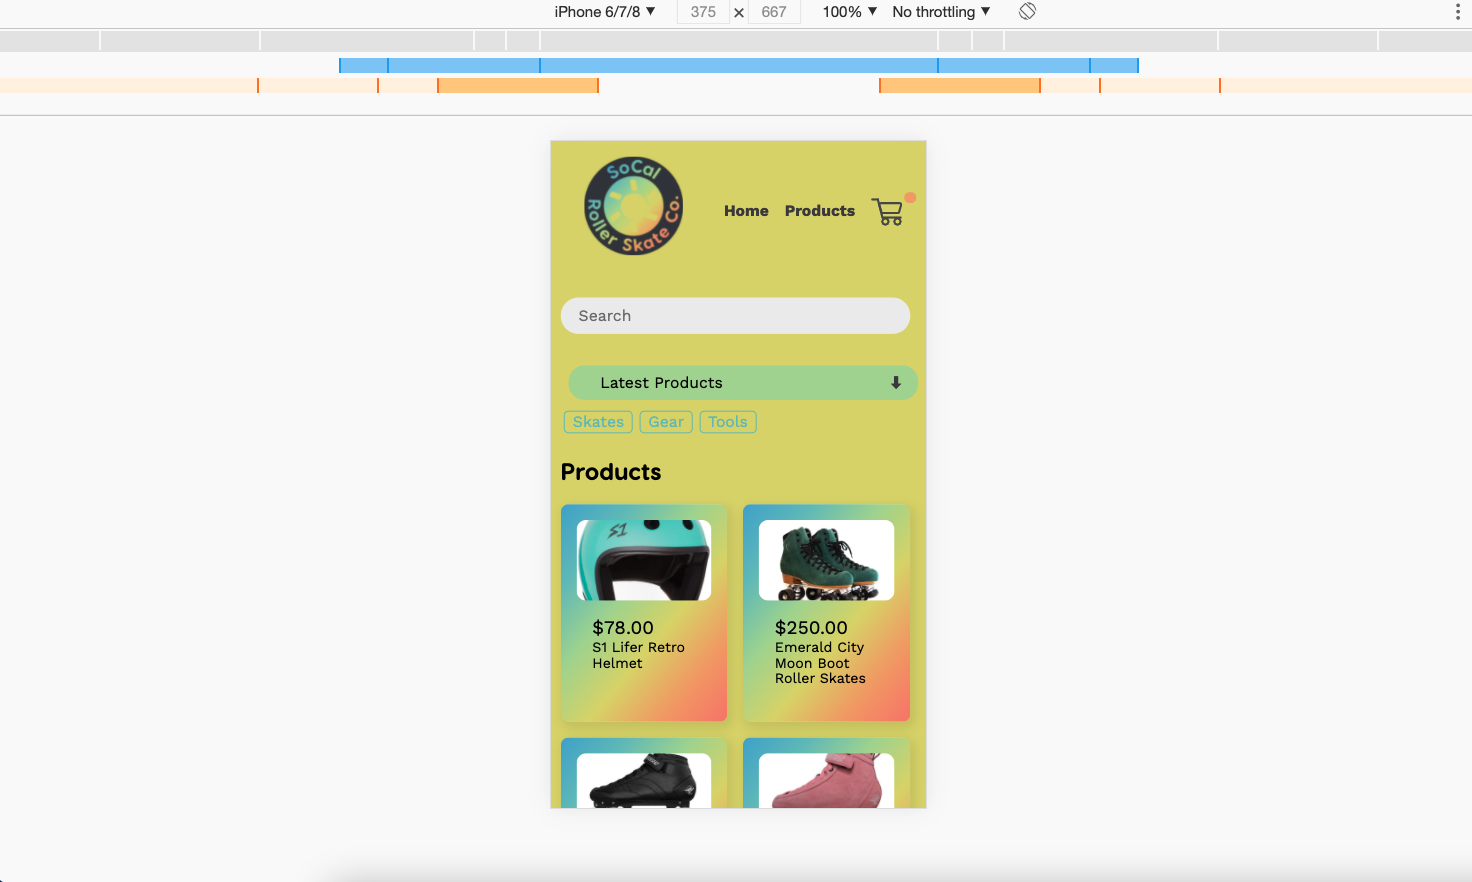 iPhone 6/7/8 ▼ 375 × 667 100% ▼ No throttling ▼
SoCal
Roller Skate Co.
Home Products
Search
Latest Products
Skates Gear Tools
Products
S1
$78.00
S1 Lifer Retro
Helmet
$250.00
Emerald City
Moon Boot
Roller Skates